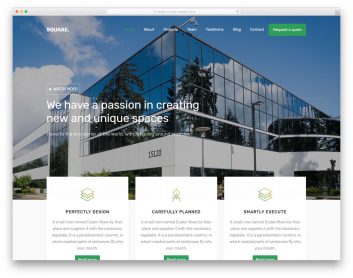 SQUARE.
Home About Projects Team Testimony Blog Contact Request a quote
WATCH VIDEO
We have a passion in creating
new and unique spaces
15120
PERFECTLY DESIGN
A small river named Duden flows by their
place and supplies it with the necessary
regelialia. It is a paradisematic country, in
which roasted parts of sentences fly into
your mouth.
Read more
CAREFULLY PLANNED
A small river named Duden flows by their
place and supplies it with the necessary
regelialia. It is a paradisematic country, in
which roasted parts of sentences fly into
your mouth.
Read more
SMARTLY EXECUTE
A small river named Duden flows by their
place and supplies it with the necessary
regelialia. It is a paradisematic country, in
which roasted parts of sentences fly into
your mouth.
Read more